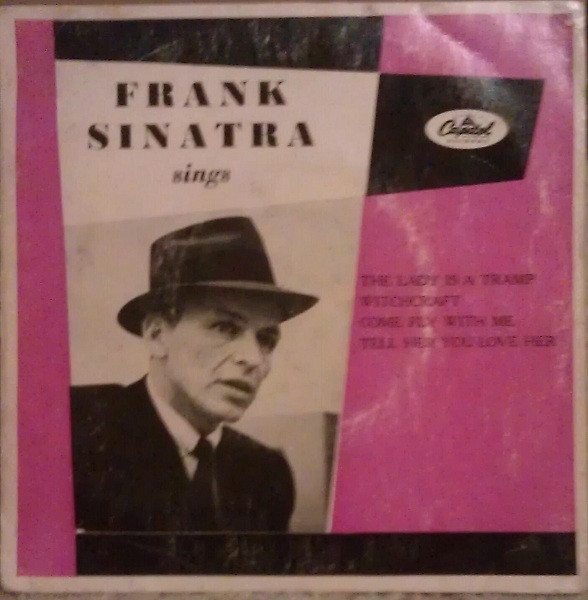 FRANK
SINATRA
sings
Capitol
THE LADY IS A TRAMP
WITCHCRAFT
COME FLY WITH ME
TELL HER YOU LOVE HER